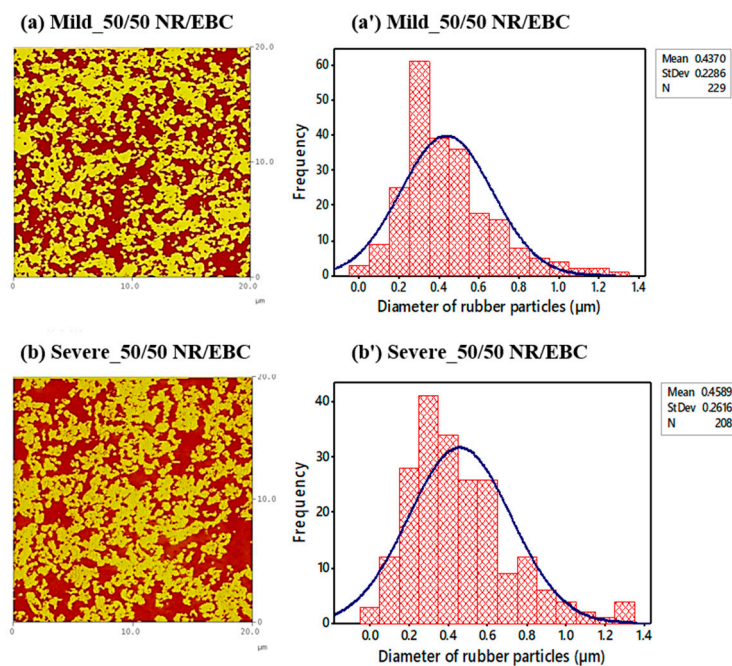 (a) Mild_50/50 NR/EBC
(a') Mild_50/50 NR/EBC
20.0
10.0
0
0
10.0
20.0
µm
µm
60
50
40
30
20
10
0
Frequency
0.0 0.2 0.4 0.6 0.8 1.0 1.2 1.4
Diameter of rubber particles (µm)
Mean 0.4370
StDev 0.2286
N 229
(b) Severe_50/50 NR/EBC
(b') Severe_50/50 NR/EBC
20.0
10.0
0
0
10.0
20.0
µm
µm
40
30
20
10
0
Frequency
0.0 0.2 0.4 0.6 0.8 1.0 1.2 1.4
Diameter of rubber particles (µm)
Mean 0.4589
StDev 0.2616
N 208